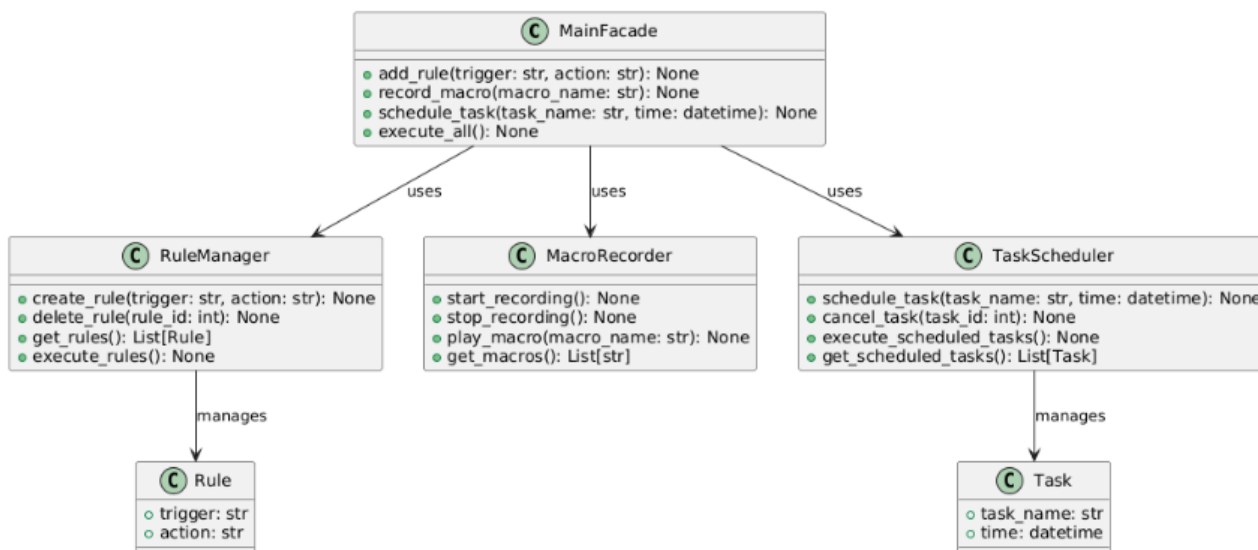 C MainFacade
add_rule(trigger: str, action: str): None
record_macro(macro_name: str): None
schedule_task(task_name: str, time: datetime): None
execute_all(): None
uses
uses
uses
C RuleManager
create_rule(trigger: str, action: str): None
delete_rule(rule_id: int): None
get_rules(): List[Rule]
execute_rules(): None
C MacroRecorder
start_recording(): None
stop_recording(): None
play_macro(macro_name: str): None
get_macros(): List[str]
C TaskScheduler
schedule_task(task_name: str, time: datetime): None
cancel_task(task_id: int): None
execute_scheduled_tasks(): None
get_scheduled_tasks(): List[Task]
manages
manages
C Rule
trigger: str
action: str
C Task
task_name: str
time: datetime